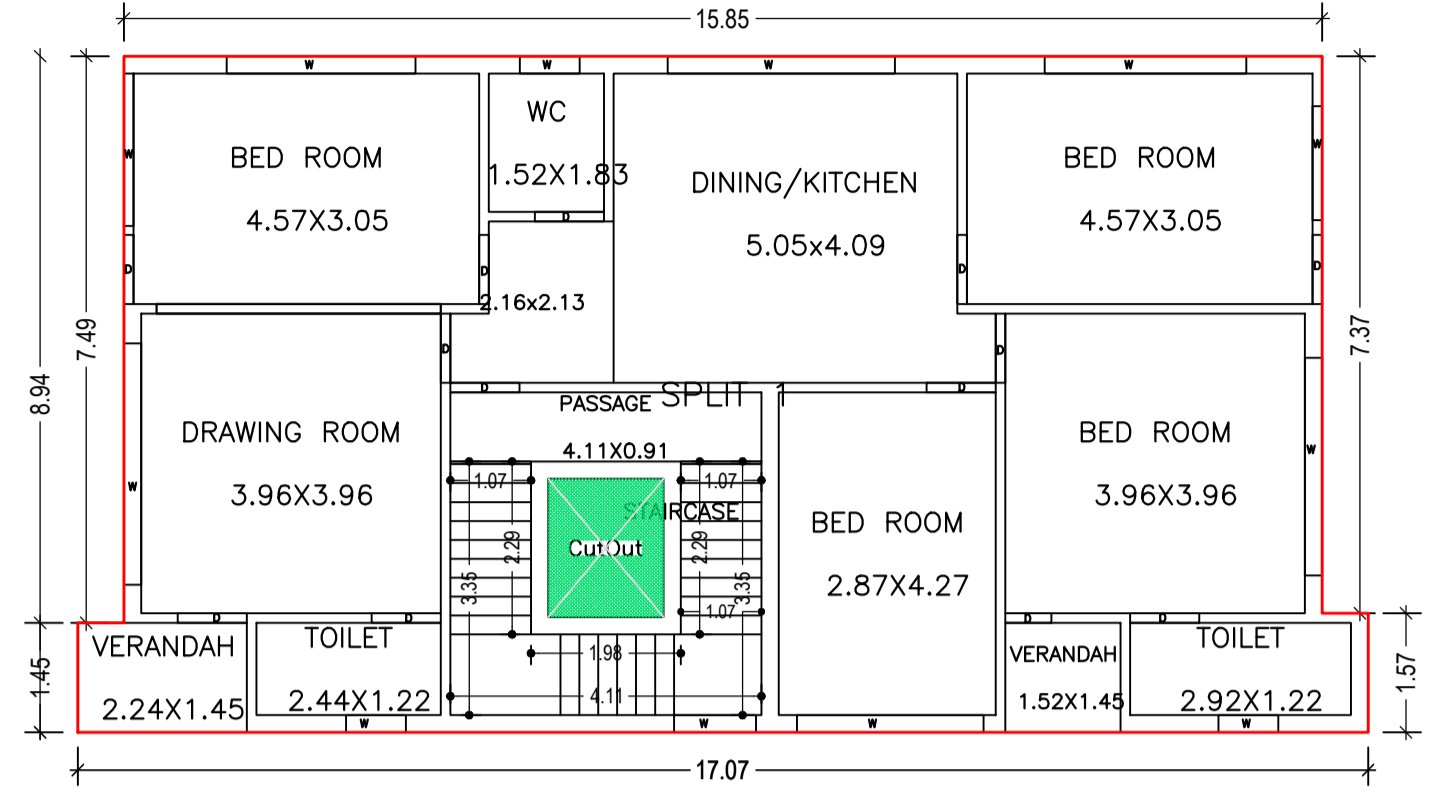 15.85
W
W
W
W
WC
BED ROOM
BED ROOM
W
W
1.52X1.83
DINING/KITCHEN
4.57X3.05
D
4.57X3.05
5.05x4.09
D
D
D
D
2.16x2.13
7.49
7.37
D
D
8.94
D
SPLIT 1
D
PASSAGE
DRAWING ROOM
BED ROOM
4.11X0.91
W
1.07
1.07
W
3.96X3.96
3.96X3.96
STAIRCASE
BED ROOM
CutOut
2.29
2.29
3.35
3.35
2.87X4.27
1.07
D
D
D
D
VERANDAH
TOILET
1.98
VERANDAH
TOILET
1.45
1.57
2.24X1.45
2.44X1.22
4.11
1.52X1.45
2.92X1.22
W
W
W
W
17.07